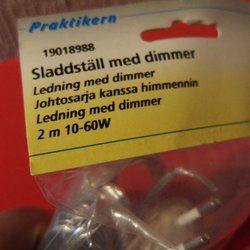 Praktikern
19018988
Sladdställ med dimmer
Ledning med dimmer
Johtosarja kanssa himmennin
Ledning med dimmer
2 m 10-60W